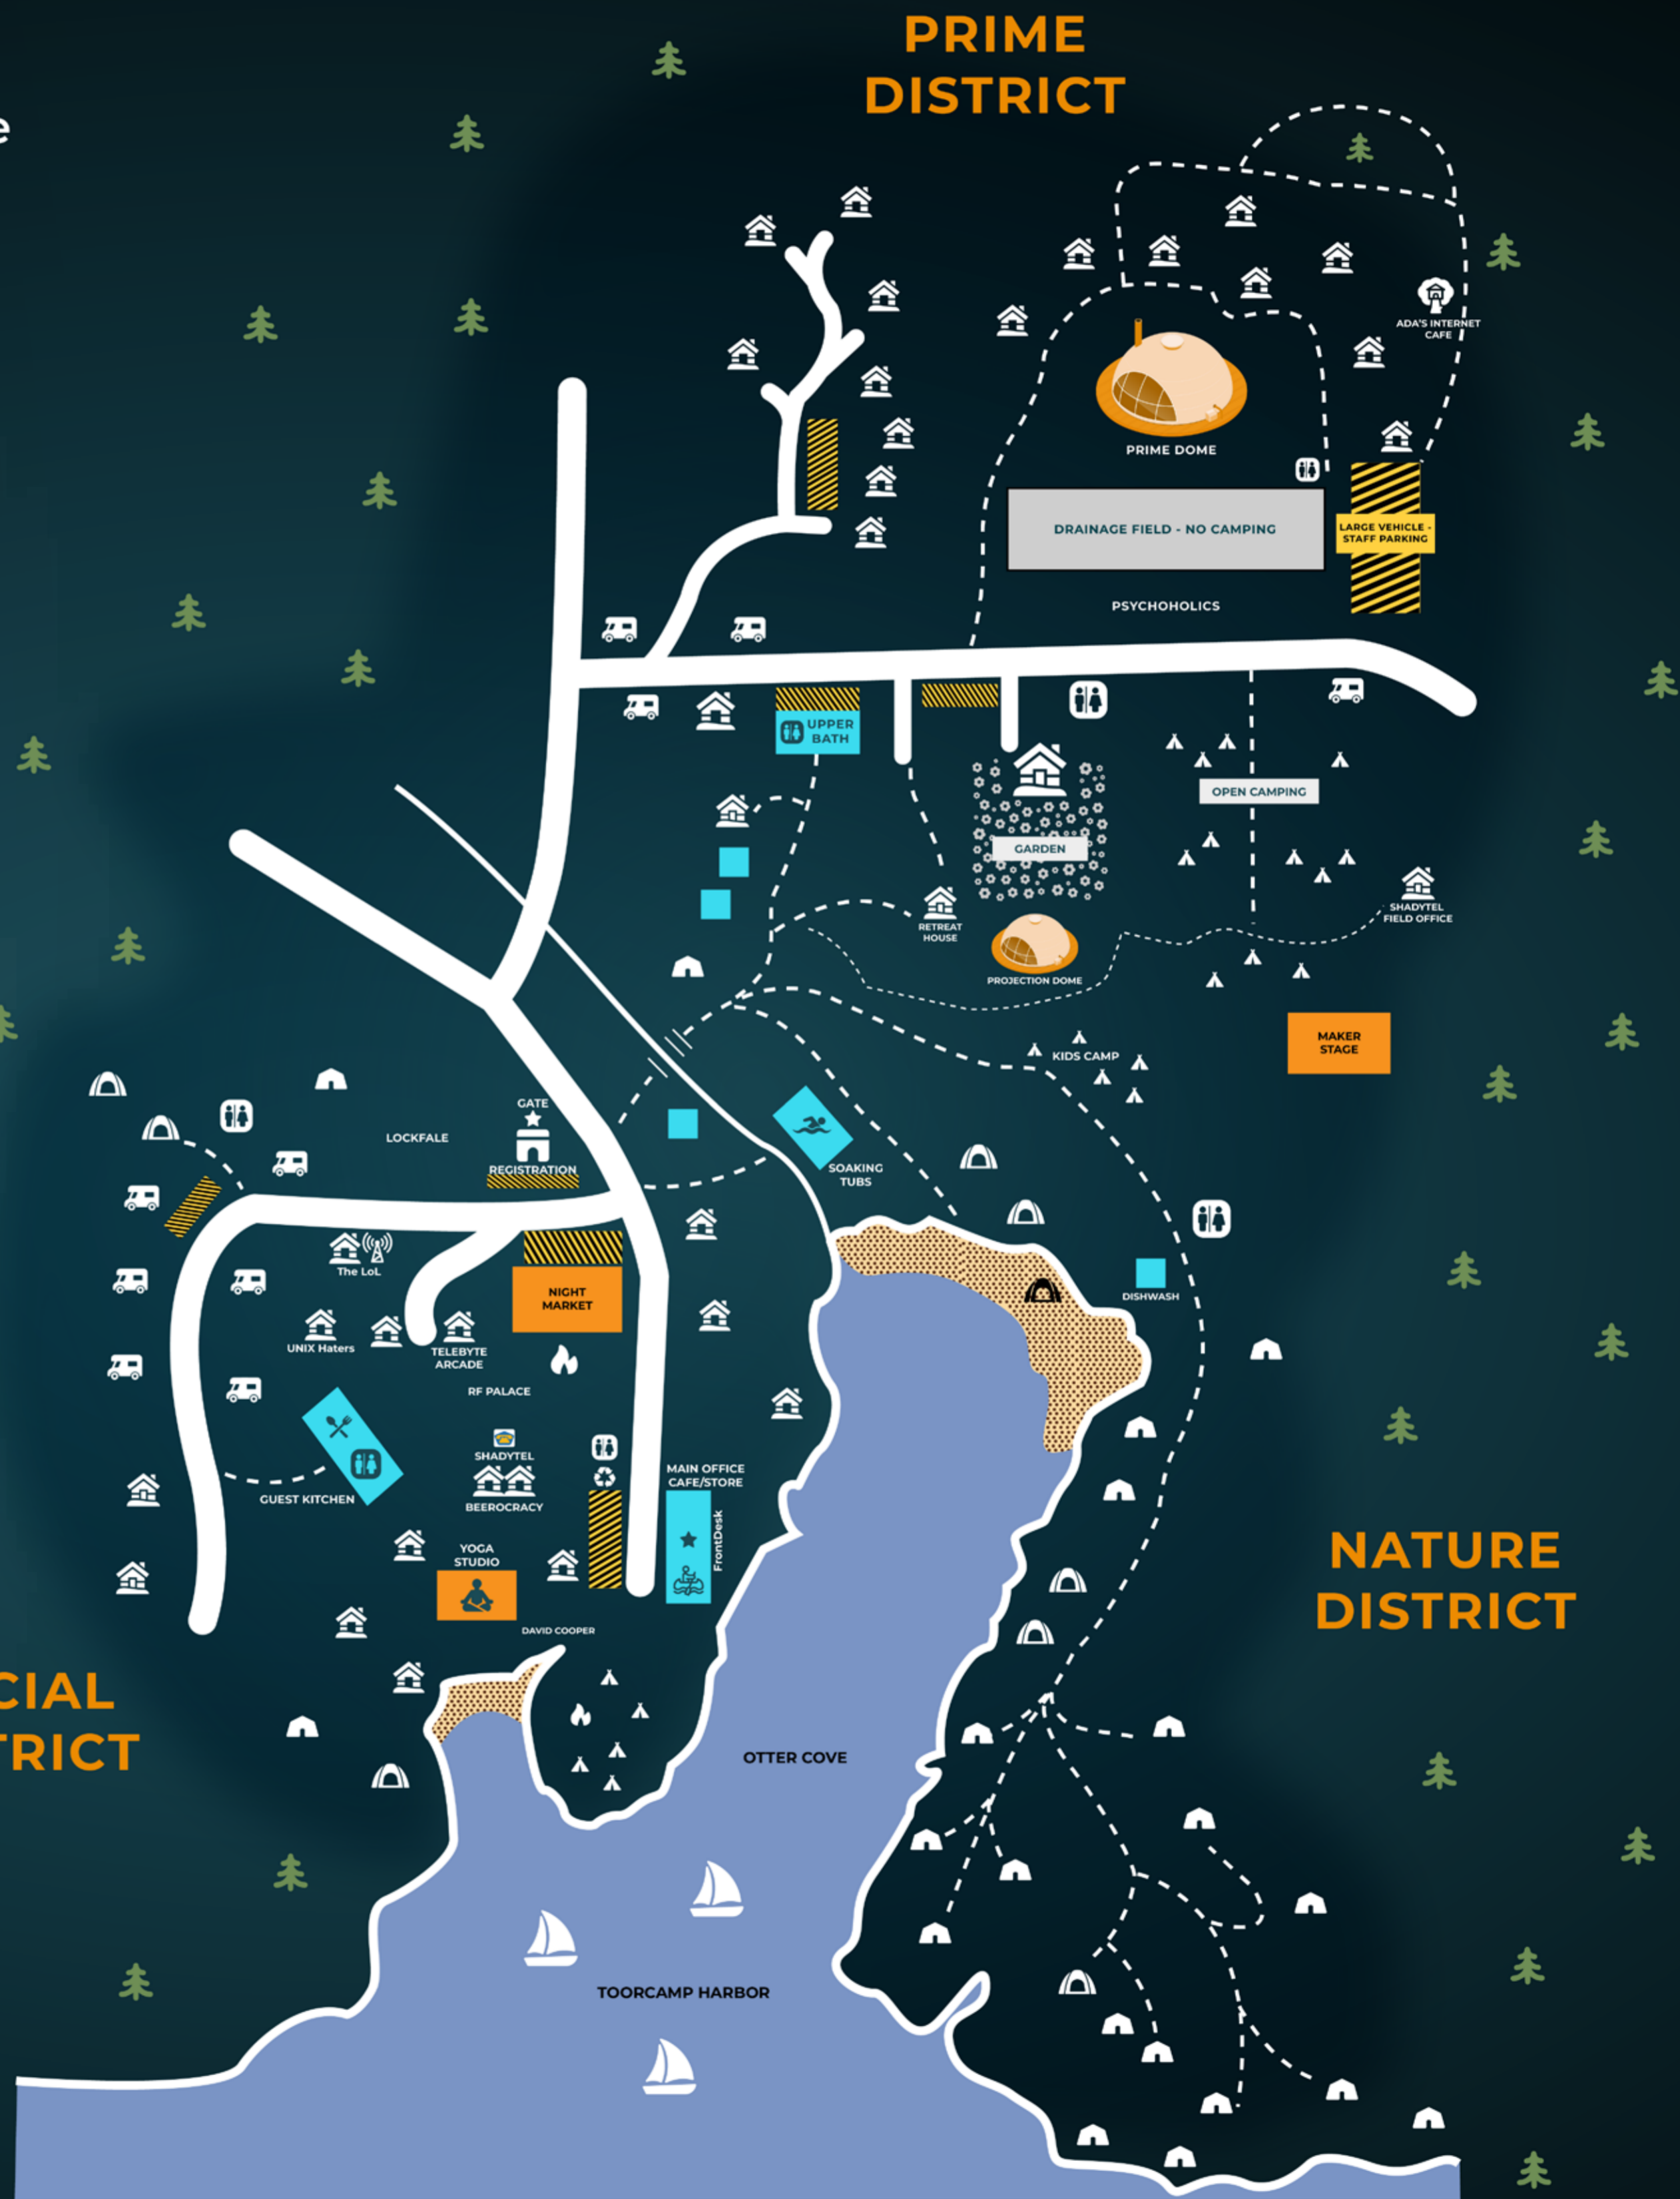 PRIME
DISTRICT
e
ADA'S INTERNET
CAFE
PRIME DOME
DRAINAGE FIELD - NO CAMPING
LARGE VEHICLE -
STAFF PARKING
PSYCHOHOLICS
UPPER
BATH
OPEN CAMPING
GARDEN
SHADYTEL
FIELD OFFICE
RETREAT
HOUSE
PROJECTION DOME
MAKER
STAGE
KIDS CAMP
GATE
LOCKFALE
REGISTRATION
SOAKING
TUBS
The LoL
NIGHT
MARKET
DISHWASH
UNIX Haters
TELEBYTE
ARCADE
RF PALACE
SHADYTEL
MAIN OFFICE
CAFE/STORE
GUEST KITCHEN
BEEROCRACY
FrontDesk
YOGA
STUDIO
NATURE
DISTRICT
DAVID COOPER
CIAL
TRICT
OTTER COVE
TOORCAMP HARBOR